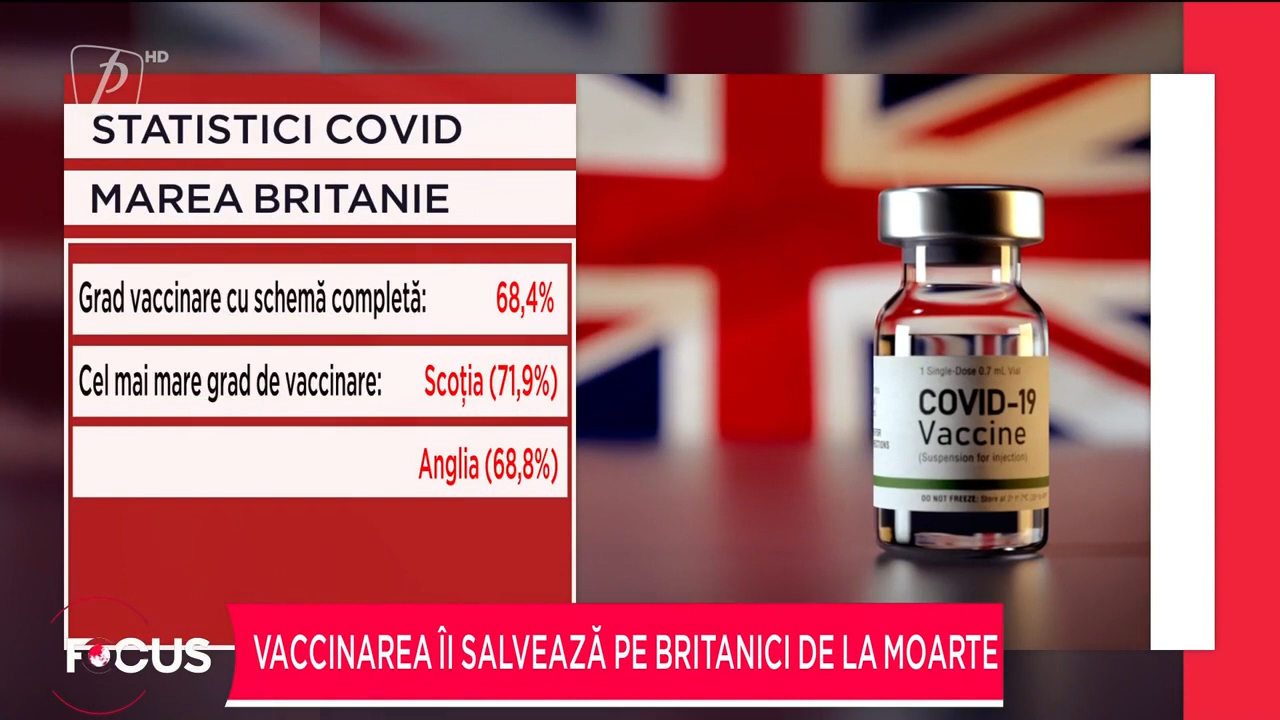 HD
STATISTICI COVID
MAREA BRITANIE
Grad vaccinare cu schemă completă: 68,4%
Cel mai mare grad de vaccinare: Scoția (71,9%)
Anglia (68,8%)
1 Single-Dose 0.7 mL Vial
COVID-19
Vaccine
(Suspension for injection)
DO NOT FREEZE:
FOCUS
VACCINAREA ÎI SALVEAZĂ PE BRITANICI DE LA MOARTE